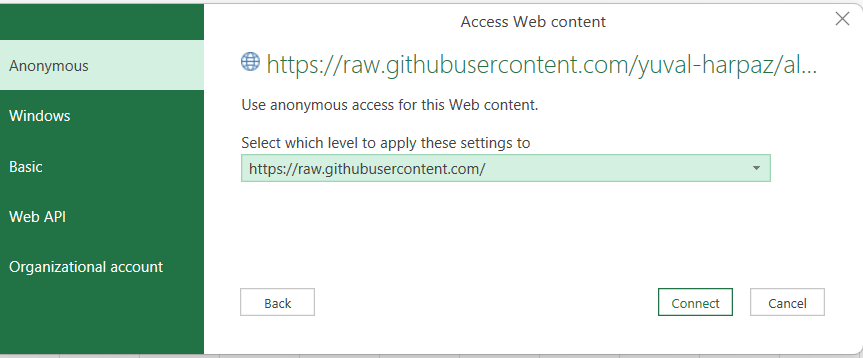 Access Web content
Anonymous
Windows
Basic
Web API
Organizational account
https://raw.githubusercontent.com/yuval-harpaz/al...
Use anonymous access for this Web content.
Select which level to apply these settings to
https://raw.githubusercontent.com/
Back
Connect
Cancel